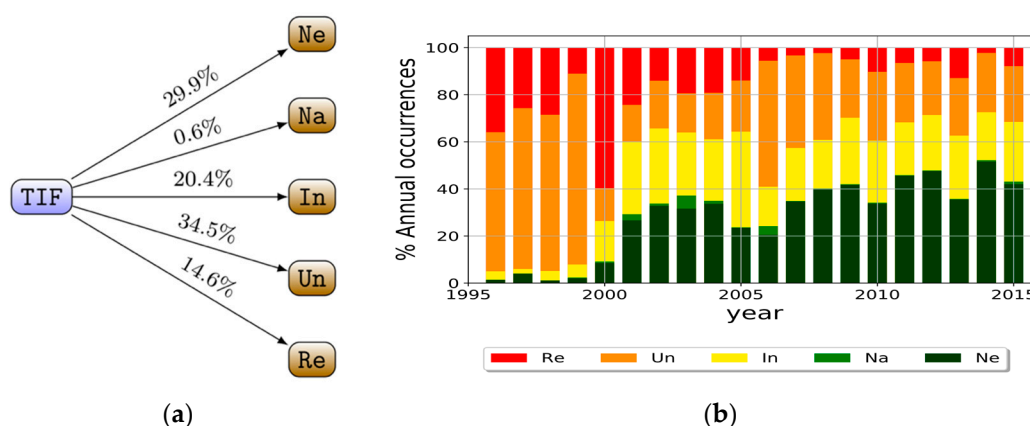 Ne
29.9%
Na
0.6%
TIF
20.4%
In
34.5%
Un
14.6%
Re
(a)
% Annual occurrences
100
80
60
40
20
0
1995 2000 2005 2010 2015
year
Re Un In Na Ne
(b)